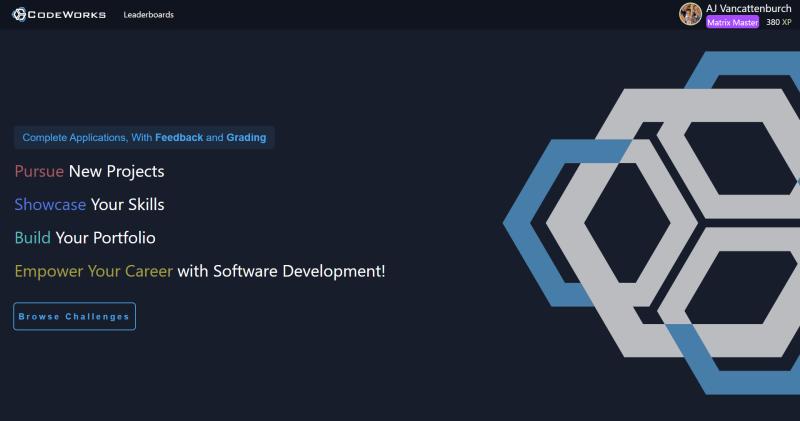 CODEWORKS
Leaderboards
AJ Vancattenburch
Matrix Master
380 XP
Complete Applications, With Feedback and Grading
Pursue New Projects
Showcase Your Skills
Build Your Portfolio
Empower Your Career with Software Development!
Browse Challenges